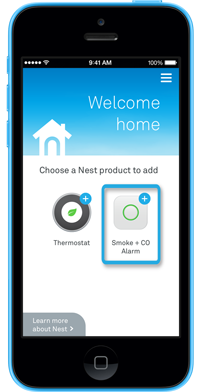 9:41 AM 100%
Welcome
home
Choose a Nest product to add
Thermostat Smoke + CO
Alarm
Learn more
about Nest >